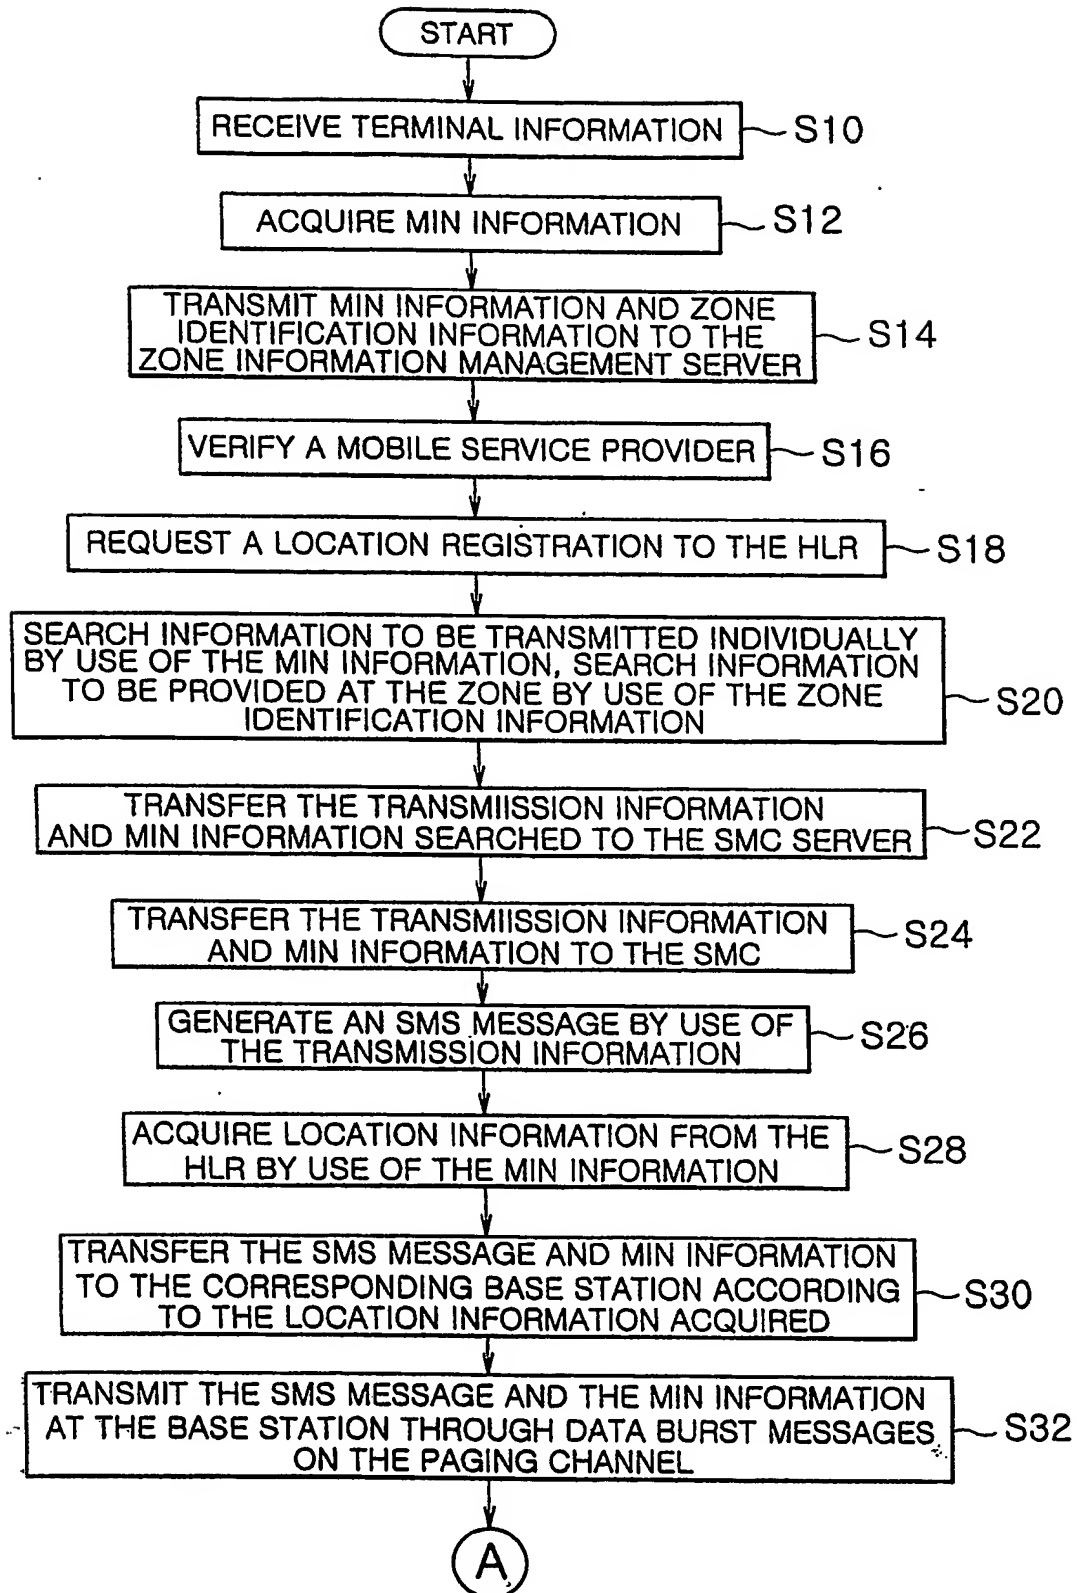 START
RECEIVE TERMINAL INFORMATION
S10
ACQUIRE MIN INFORMATION
S12
TRANSMIT MIN INFORMATION AND ZONE
IDENTIFICATION INFORMATION TO THE
ZONE INFORMATION MANAGEMENT SERVER
S14
VERIFY A MOBILE SERVICE PROVIDER
S16
REQUEST A LOCATION REGISTRATION TO THE HLR
S18
SEARCH INFORMATION TO BE TRANSMITTED INDIVIDUALLY
BY USE OF THE MIN INFORMATION, SEARCH INFORMATION
TO BE PROVIDED AT THE ZONE BY USE OF THE ZONE
IDENTIFICATION INFORMATION
S20
TRANSFER THE TRANSMIISSION INFORMATION
AND MIN INFORMATION SEARCHED TO THE SMC SERVER
S22
TRANSFER THE TRANSMIISSION INFORMATION
AND MIN INFORMATION TO THE SMC
S24
GENERATE AN SMS MESSAGE BY USE OF
THE TRANSMISSION INFORMATION
S26
ACQUIRE LOCATION INFORMATION FROM THE
HLR BY USE OF THE MIN INFORMATION
S28
TRANSFER THE SMS MESSAGE AND MIN INFORMATION
TO THE CORRESPONDING BASE STATION ACCORDING
TO THE LOCATION INFORMATION ACQUIRED
S30
TRANSMIT THE SMS MESSAGE AND THE MIN INFORMATION
AT THE BASE STATION THROUGH DATA BURST MESSAGES
ON THE PAGING CHANNEL
S32
A